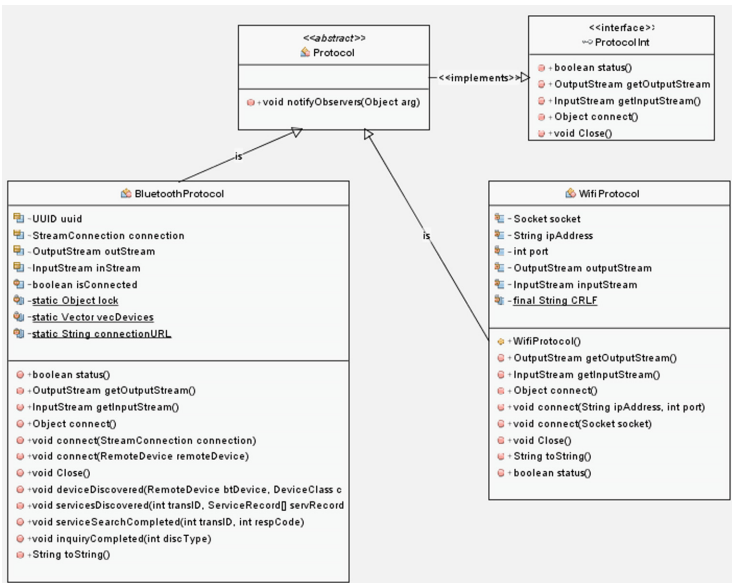 <<abstract>>
Protocol
+void notifyObservers(Object arg)
<<implements>>
<<interface>>
ProtocolInt
+boolean status()
+OutputStream getOutputStream
+InputStream getInputStream()
+Object connect()
+void Close()
is
is
BluetoothProtocol
-UUID uuid
-StreamConnection connection
-OutputStream outStream
-InputStream inStream
-boolean isConnected
-static Object lock
-static Vector vecDevices
-static String connectionURL
+boolean status()
+OutputStream getOutputStream()
+InputStream getInputStream()
+Object connect()
+void connect(StreamConnection connection)
+void connect(RemoteDevice remoteDevice)
+void Close()
+void deviceDiscovered(RemoteDevice btDevice, DeviceClass c
+void servicesDiscovered(int transID, ServiceRecord[] servRecord
+void serviceSearchCompleted(int transID, int respCode)
+void inquiryCompleted(int discType)
+String toString()
WifiProtocol
-Socket socket
-String ipAddress
-int port
-OutputStream outputStream
-InputStream inputStream
-final String CRLF
+WifiProtocol()
+OutputStream getOutputStream()
+InputStream getInputStream()
+Object connect()
+void connect(String ipAddress, int port)
+void connect(Socket socket)
+void Close()
+String toString()
+boolean status()